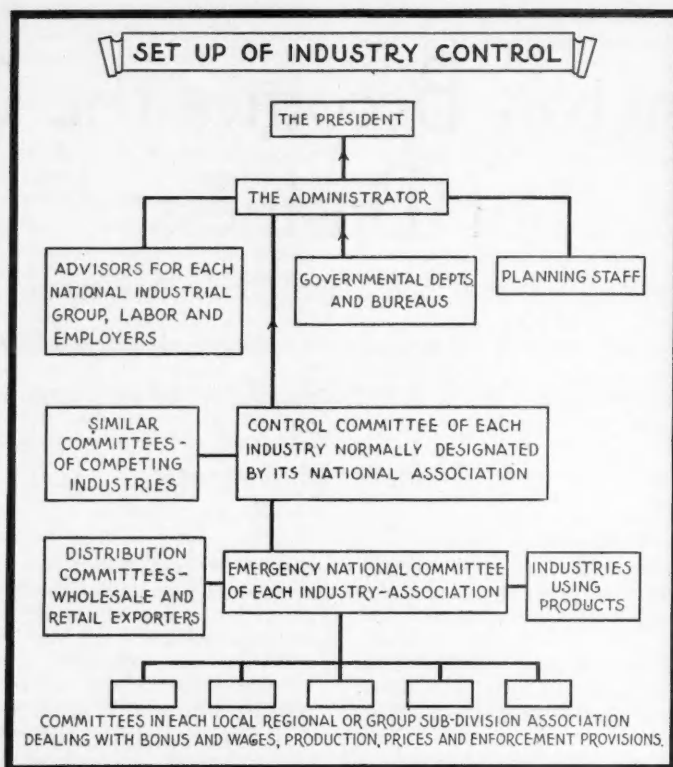 SET UP OF INDUSTRY CONTROL
THE PRESIDENT
THE ADMINISTRATOR
ADVISORS FOR EACH
NATIONAL INDUSTRIAL
GROUP, LABOR AND
EMPLOYERS
GOVERNMENTAL DEPTS.
AND BUREAUS
PLANNING STAFF
SIMILAR
COMMITTEES-
OF COMPETING
INDUSTRIES
CONTROL COMMITTEE OF EACH
INDUSTRY NORMALLY DESIGNATED
BY ITS NATIONAL ASSOCIATION
DISTRIBUTION
COMMITTEES-
WHOLESALE AND
RETAIL EXPORTERS
EMERGENCY NATIONAL COMMITTEE
OF EACH INDUSTRY-ASSOCIATION
INDUSTRIES
USING
PRODUCTS
COMMITTEES IN EACH LOCAL REGIONAL OR GROUP SUB-DIVISION ASSOCIATION
DEALING WITH BONUS AND WAGES, PRODUCTION, PRICES AND ENFORCEMENT PROVISIONS.